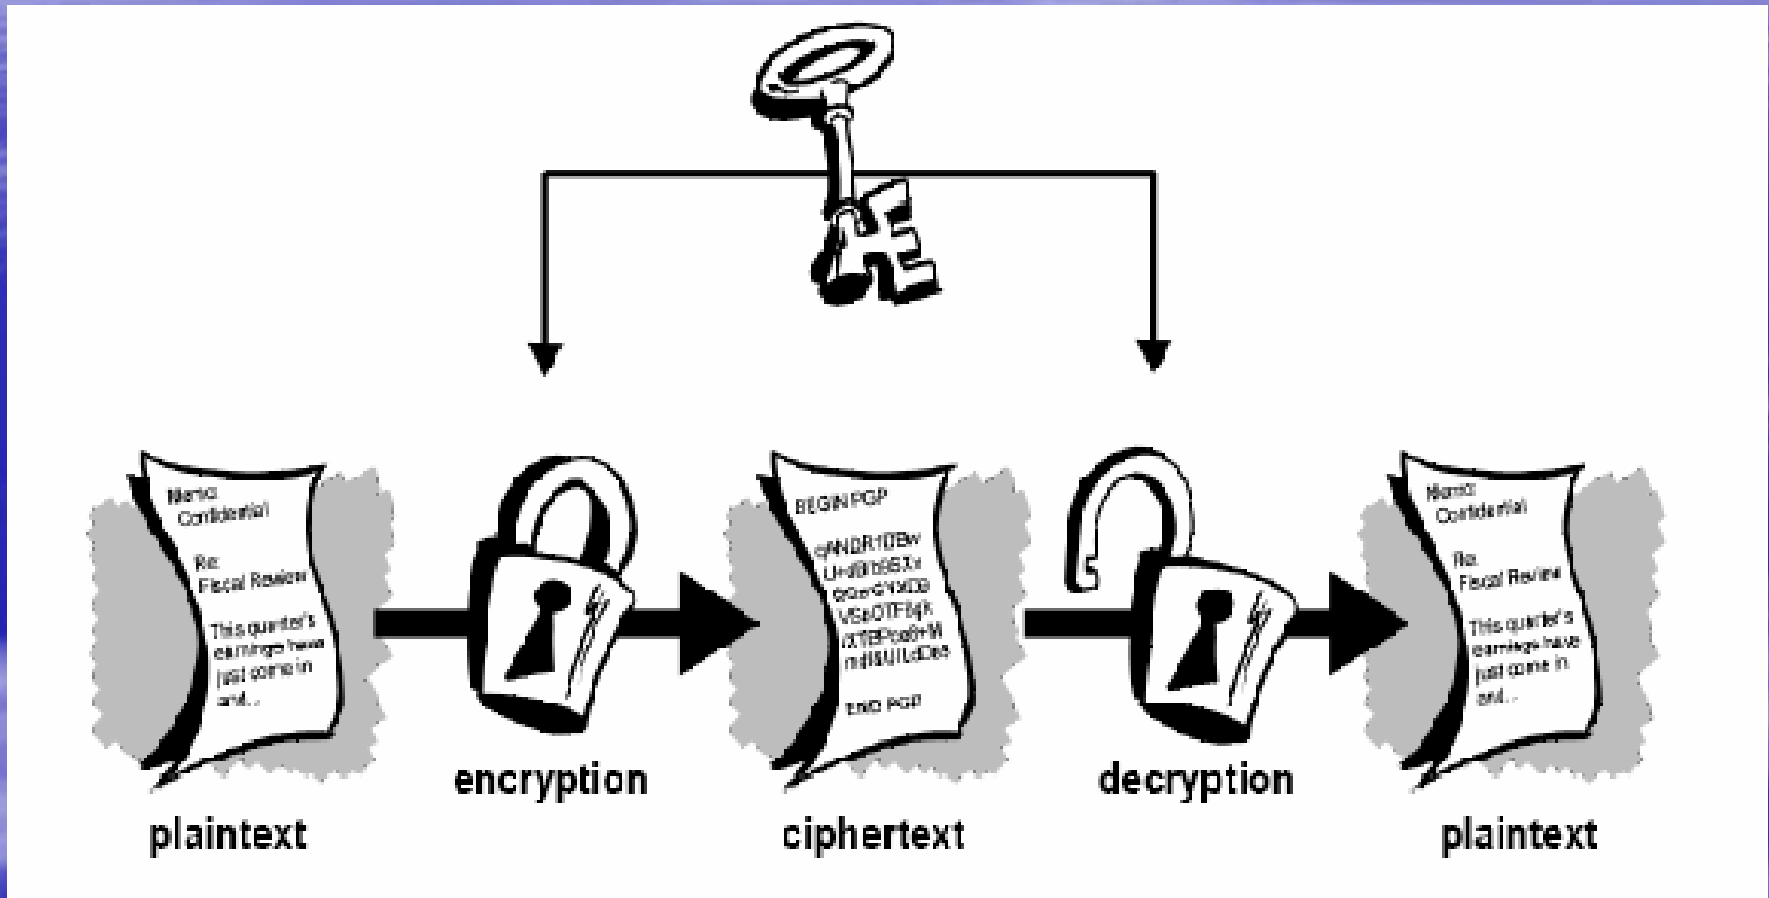 Memo:
Confidential
Re:
Fiscal Review
This quarter's
earnings have
just come in
and...
plaintext
encryption
BEGIN PGP
END PGP
ciphertext
decryption
Memo:
Confidential
Re:
Fiscal Review
This quarter's
earnings have
just come in
and...
plaintext